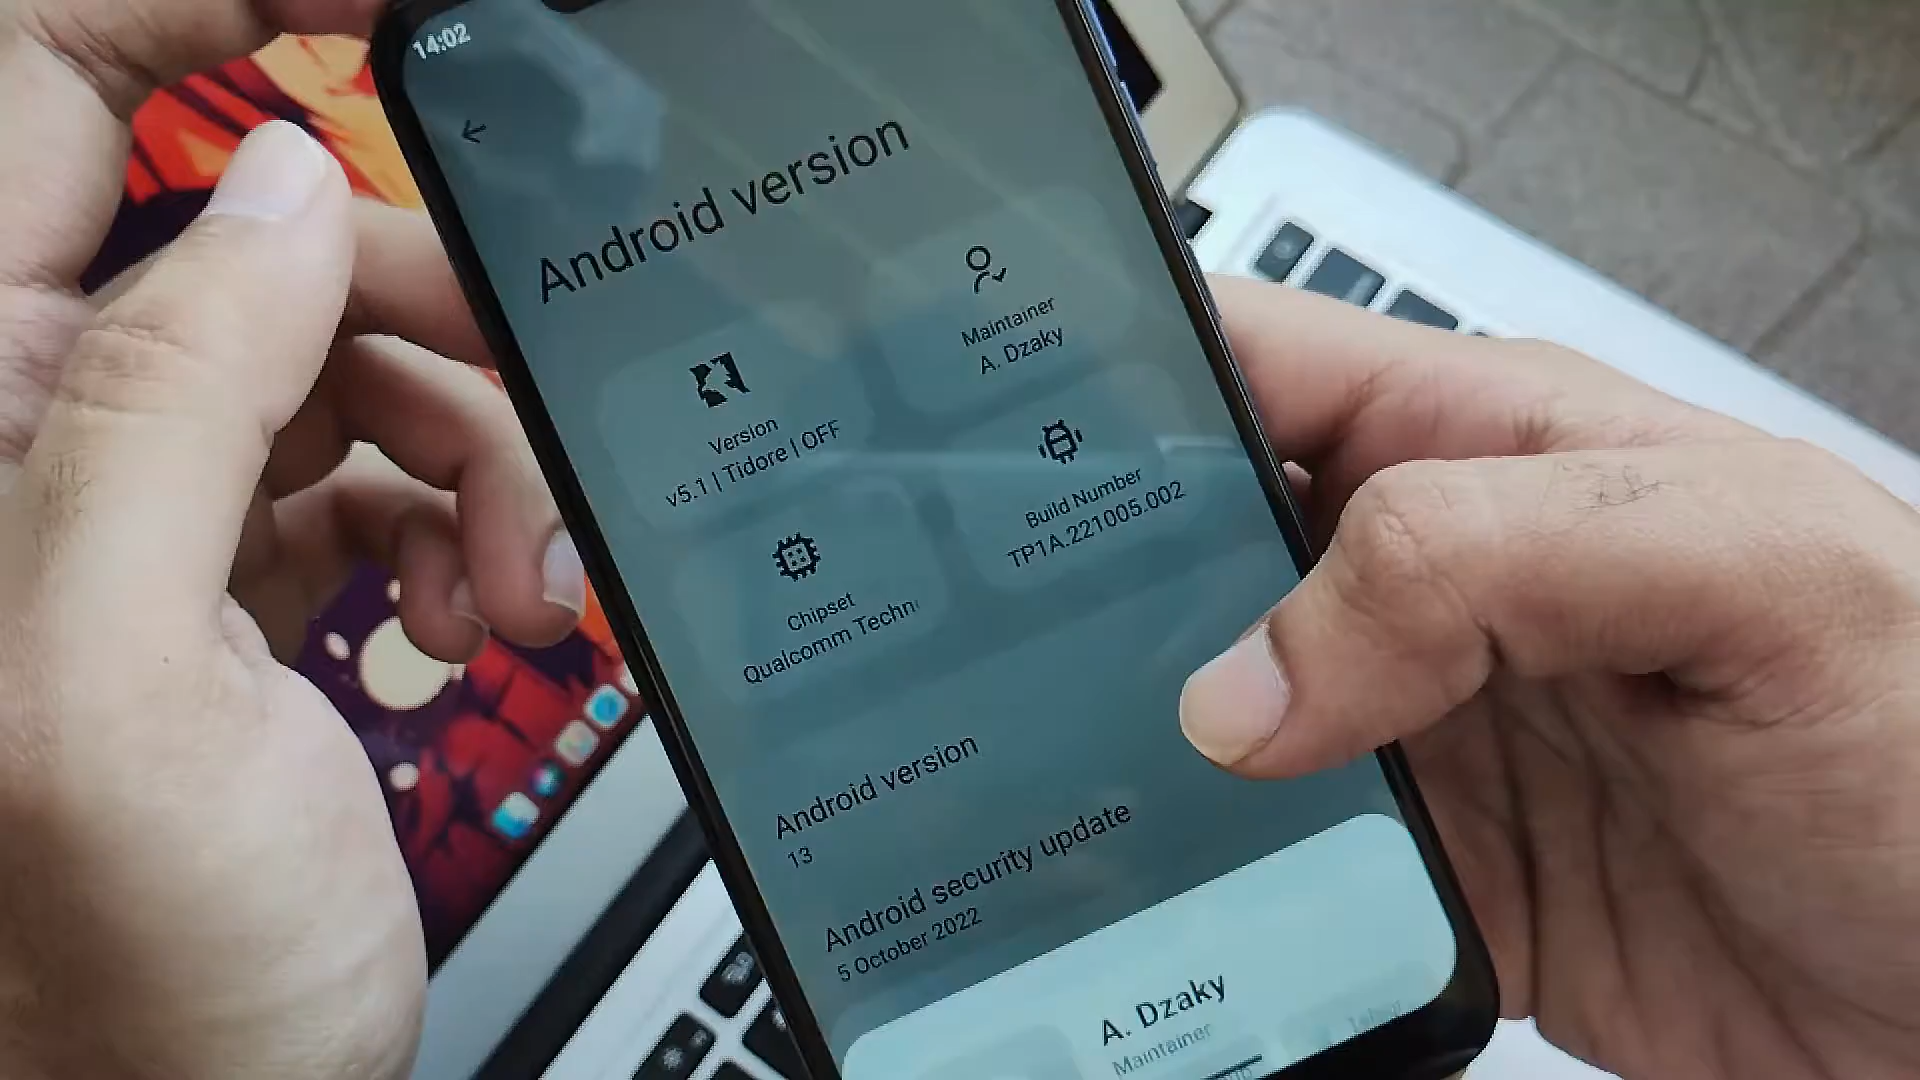 14:02
Android version
Maintainer
A. Dzaky
Version
v5.1 | Tidore | OFF
Build Number
TP1A.221005.002
Chipset
Qualcomm Techn
Android version
13
Android security update
5 October 2022
A. Dzaky
Maintainer